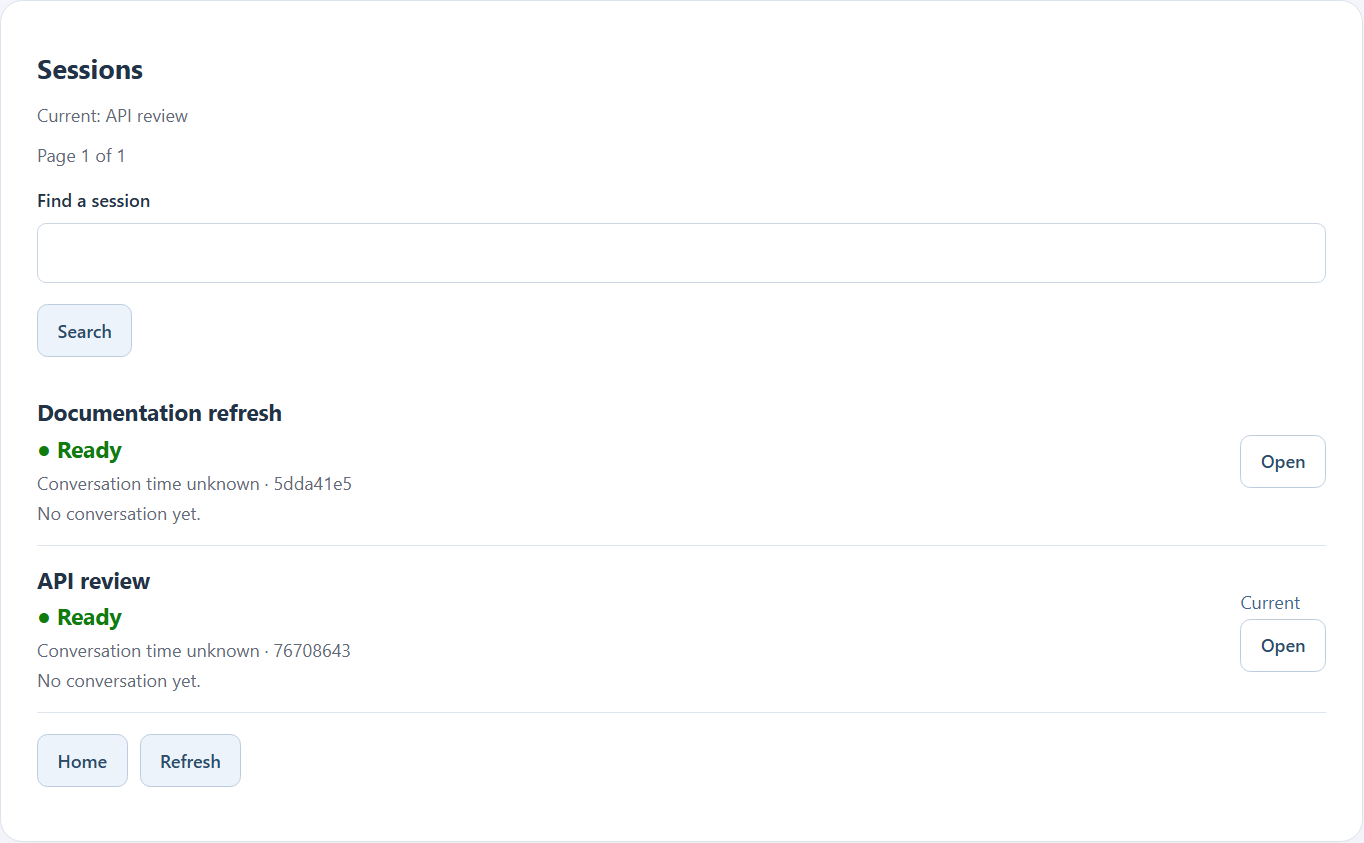 Sessions
Current: API review
Page 1 of 1
Find a session
Search
Documentation refresh
● Ready
Conversation time unknown · 5dda41e5
No conversation yet.
Open
API review
● Ready
Conversation time unknown · 76708643
No conversation yet.
Current
Open
Home
Refresh